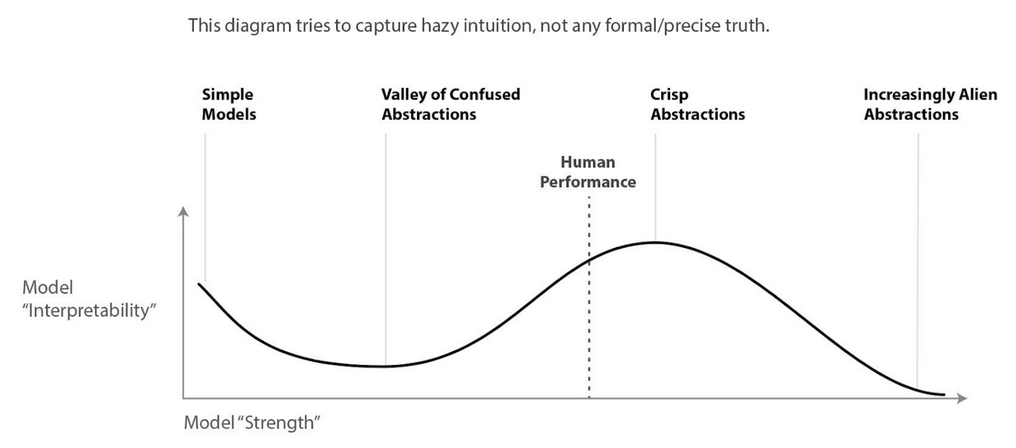 This diagram tries to capture hazy intuition, not any formal/precise truth.
Simple
Models
Valley of Confused
Abstractions
Crisp
Abstractions
Increasingly Alien
Abstractions
Human
Performance
Model
“Interpretability”
Model “Strength”